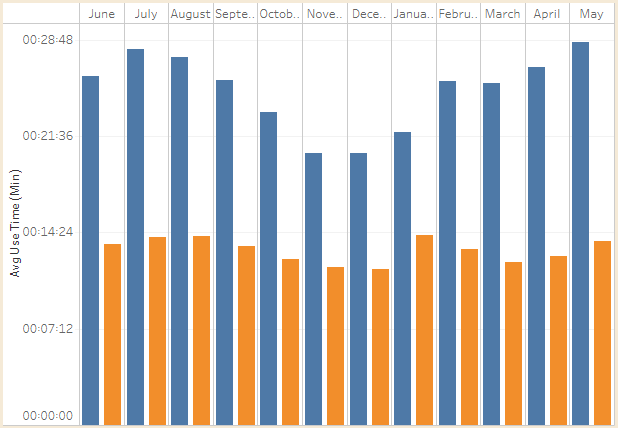 June July August Septe.. Octob.. Nove.. Dece.. Janua.. Febru.. March April May
00:28:48
00:21:36
00:14:24
00:07:12
00:00:00
Avg Use Time (Min)